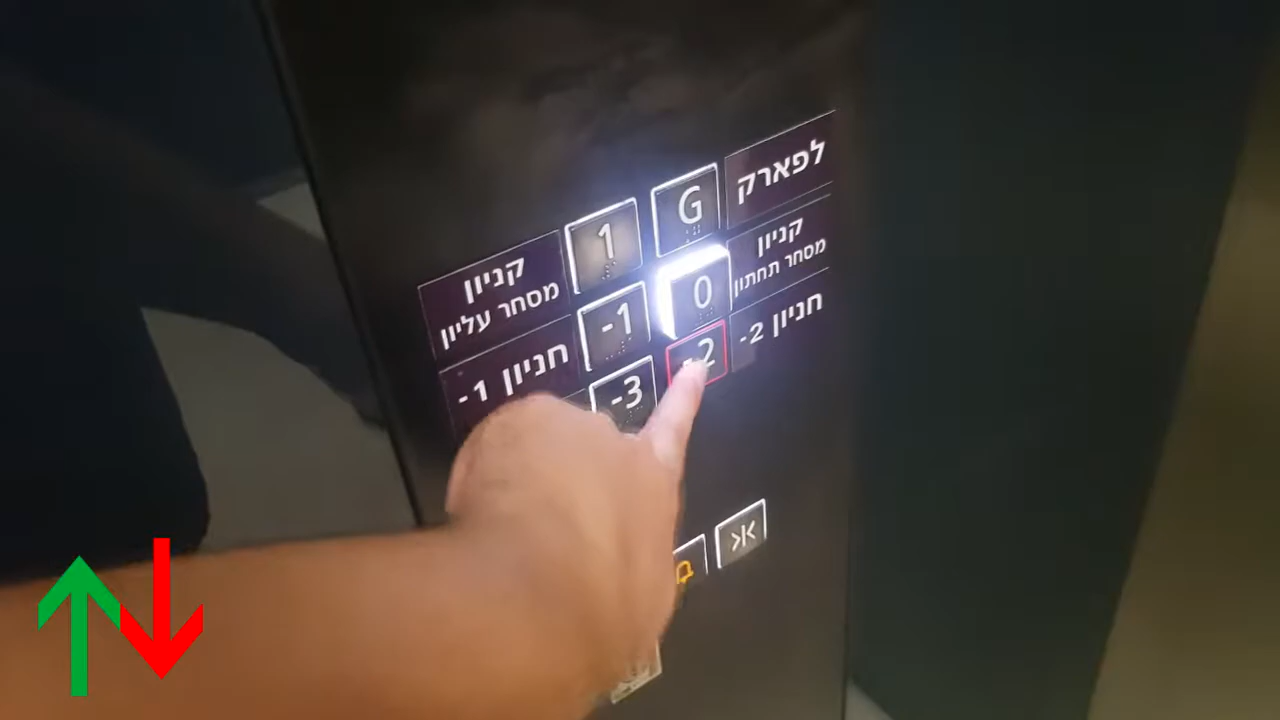 לפארק
G
1
קניון
מסחר עליון
קניון
מסחר תחתון
0
-1
חניון -1
חניון -2
-2
-3
>|<